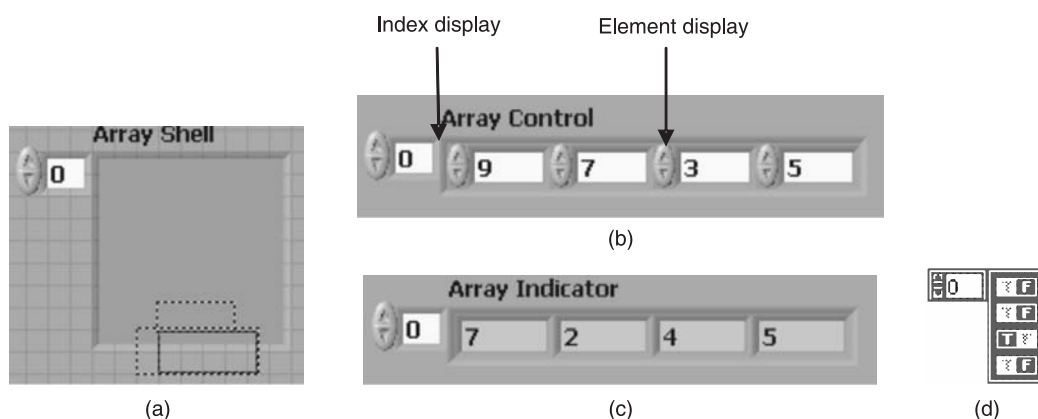 Index display
Element display
Array Shell
0
(a)
Array Control
0 9 7 3 5
(b)
Array Indicator
0 7 2 4 5
(c)
0
F
F
T
F
(d)